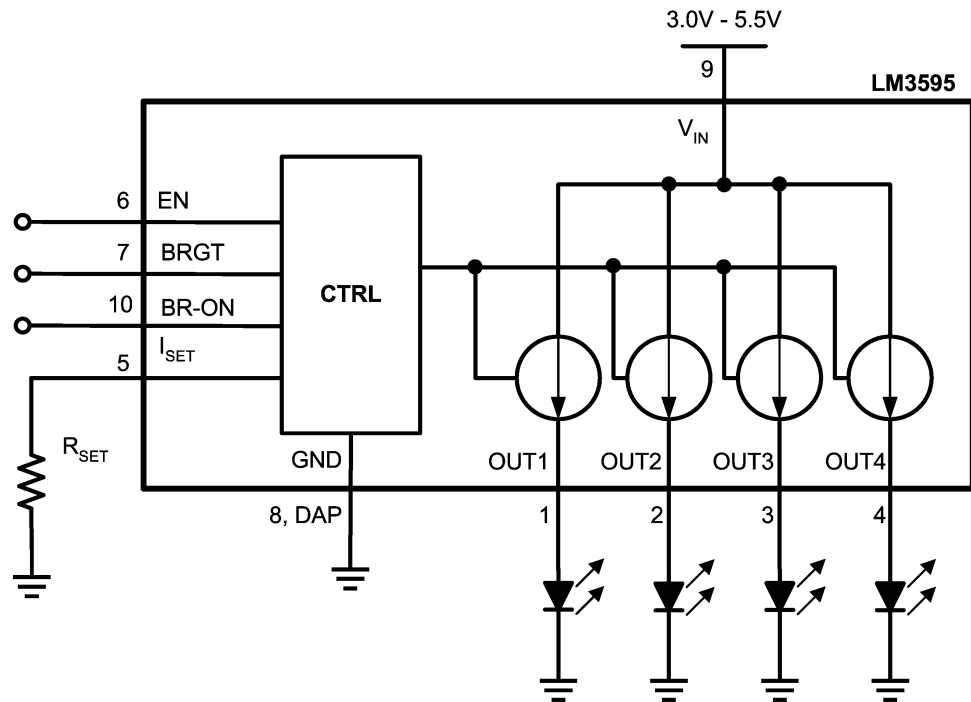 3.0V - 5.5V
9
LM3595
V_IN
6 EN
7 BRGT
10 BR-ON
I_SET
5
CTRL
R_SET
GND
OUT1 OUT2 OUT3 OUT4
8, DAP
1 2 3 4